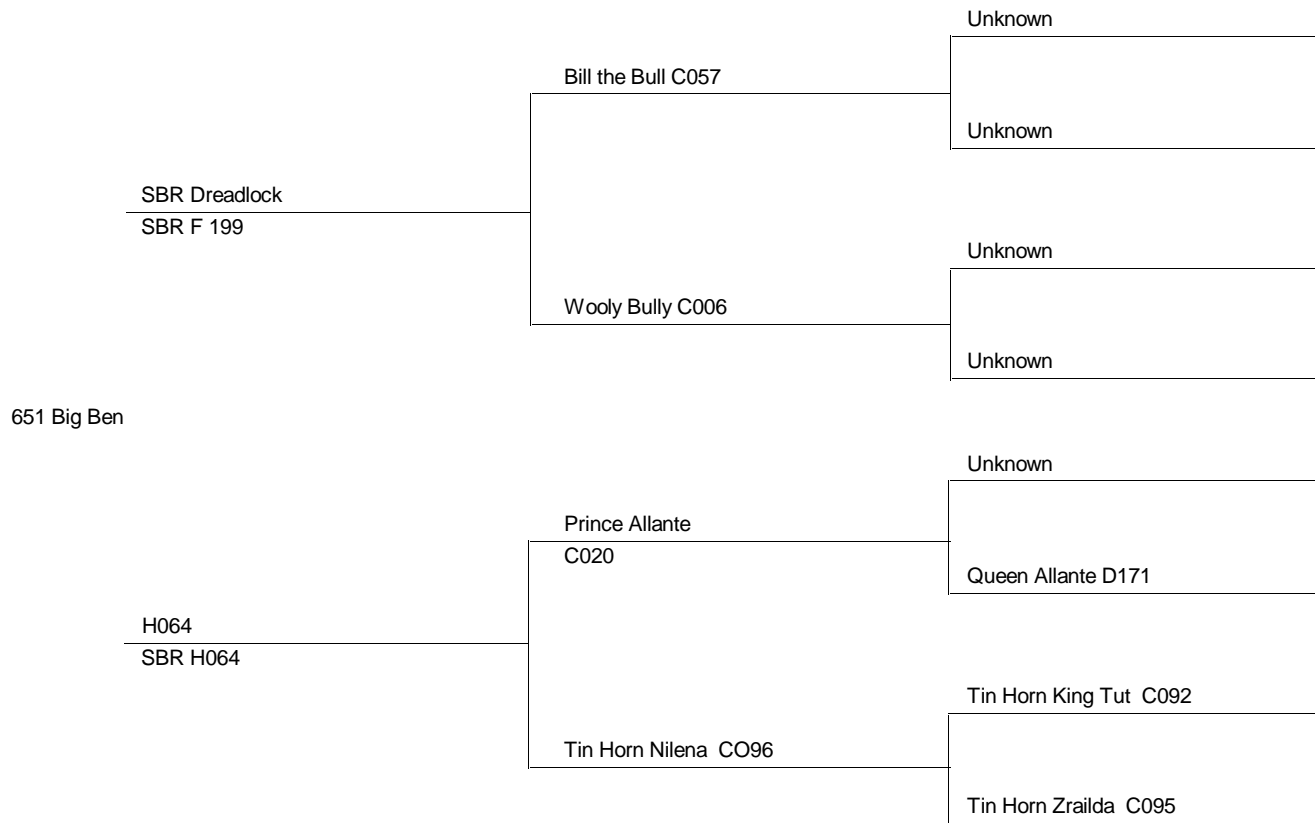 Unknown
Bill the Bull C057
Unknown
SBR Dreadlock
SBR F 199
Unknown
Wooly Bully C006
Unknown
651 Big Ben
Unknown
Prince Allante
C020
Queen Allante D171
H064
SBR H064
Tin Horn King Tut  C092
Tin Horn Nilena  CO96
Tin Horn Zrailda  C095